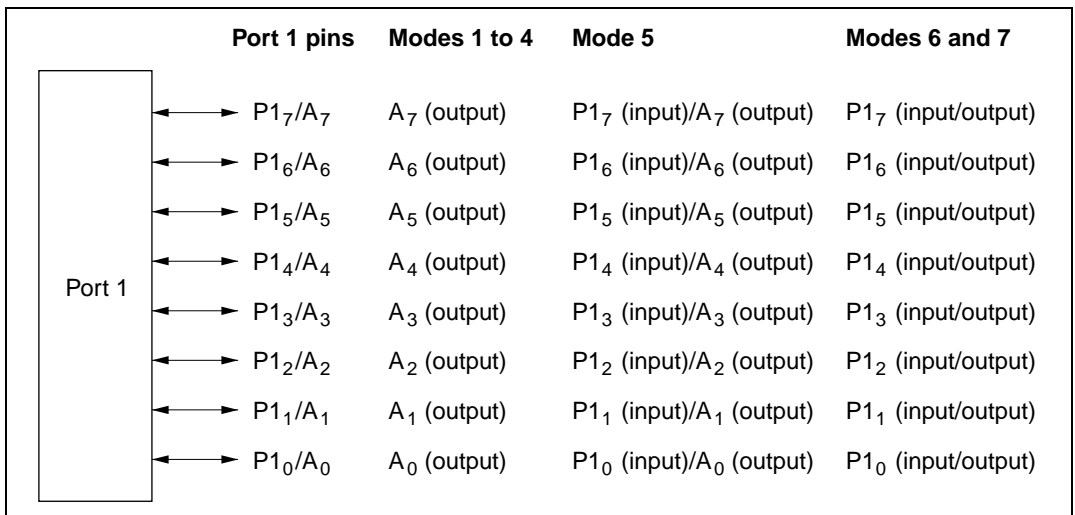 Port 1 pins Modes 1 to 4 Mode 5 Modes 6 and 7
P1₇/A₇ A₇ (output) P1₇ (input)/A₇ (output) P1₇ (input/output)
P1₆/A₆ A₆ (output) P1₆ (input)/A₆ (output) P1₆ (input/output)
P1₅/A₅ A₅ (output) P1₅ (input)/A₅ (output) P1₅ (input/output)
P1₄/A₄ A₄ (output) P1₄ (input)/A₄ (output) P1₄ (input/output)
Port 1
P1₃/A₃ A₃ (output) P1₃ (input)/A₃ (output) P1₃ (input/output)
P1₂/A₂ A₂ (output) P1₂ (input)/A₂ (output) P1₂ (input/output)
P1₁/A₁ A₁ (output) P1₁ (input)/A₁ (output) P1₁ (input/output)
P1₀/A₀ A₀ (output) P1₀ (input)/A₀ (output) P1₀ (input/output)